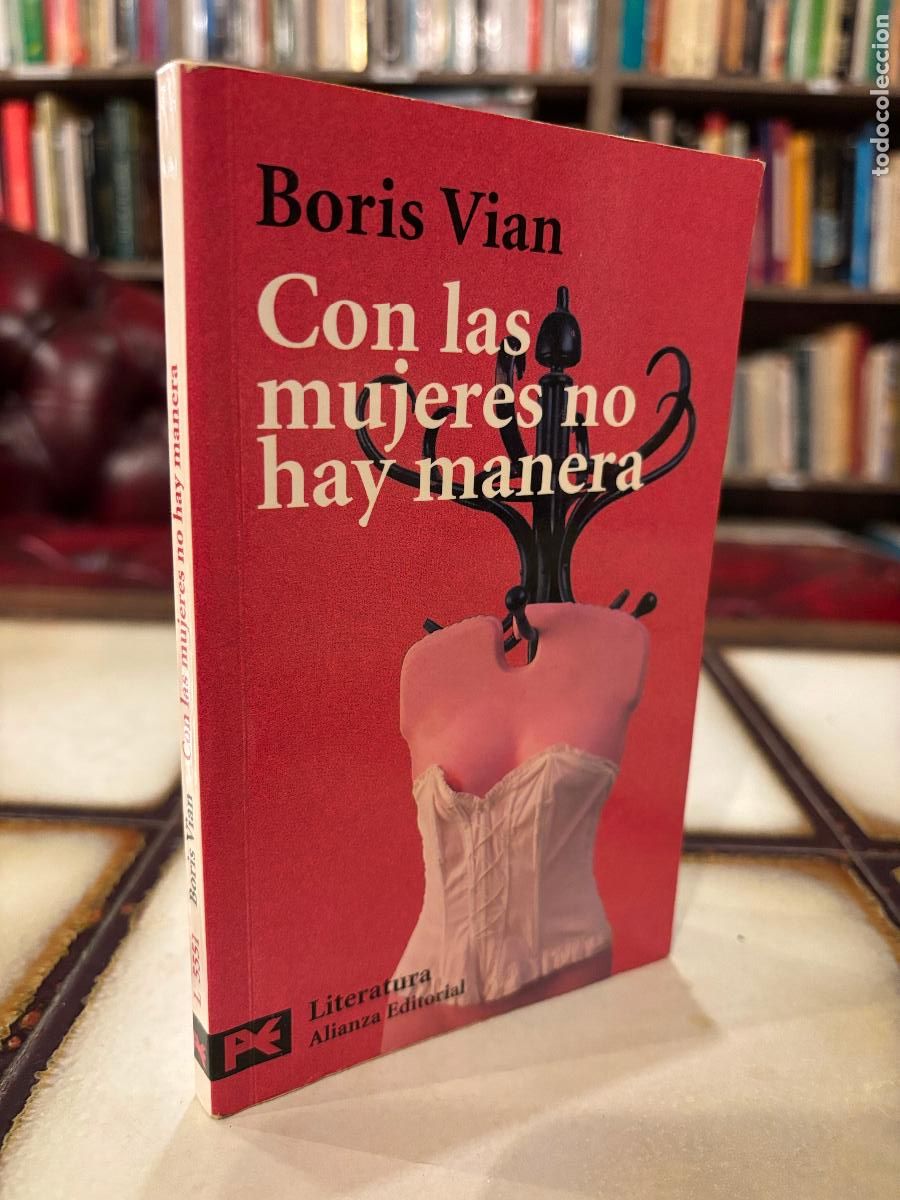 Boris Vian
Con las
mujeres no
hay manera
Literatura
Alianza Editorial
L 5551 Boris Vian Con las mujeres no hay manera
todocoleccion